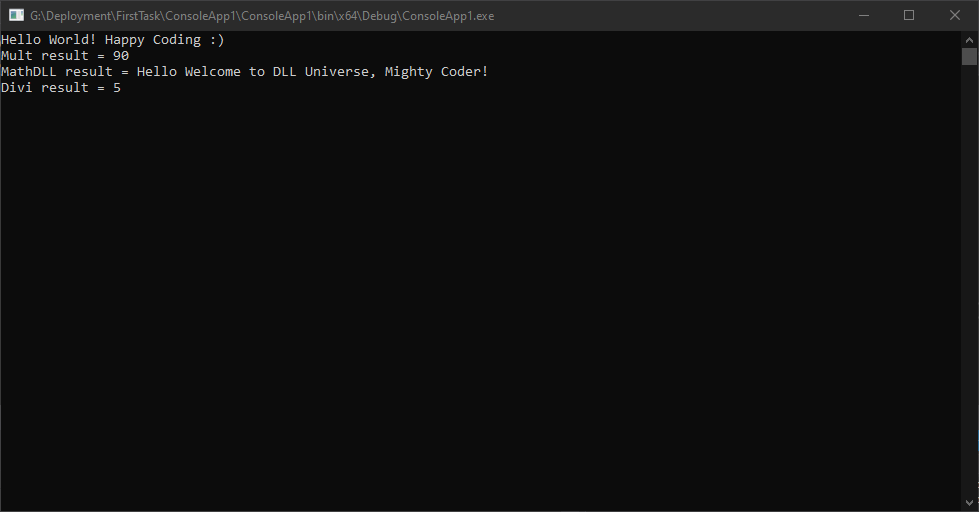 G:\Deployment\FirstTask\ConsoleApp1\ConsoleApp1\bin\x64\Debug\ConsoleApp1.exe
Hello World! Happy Coding :)
Mult result = 90
MathDLL result = Hello Welcome to DLL Universe, Mighty Coder!
Divi result = 5